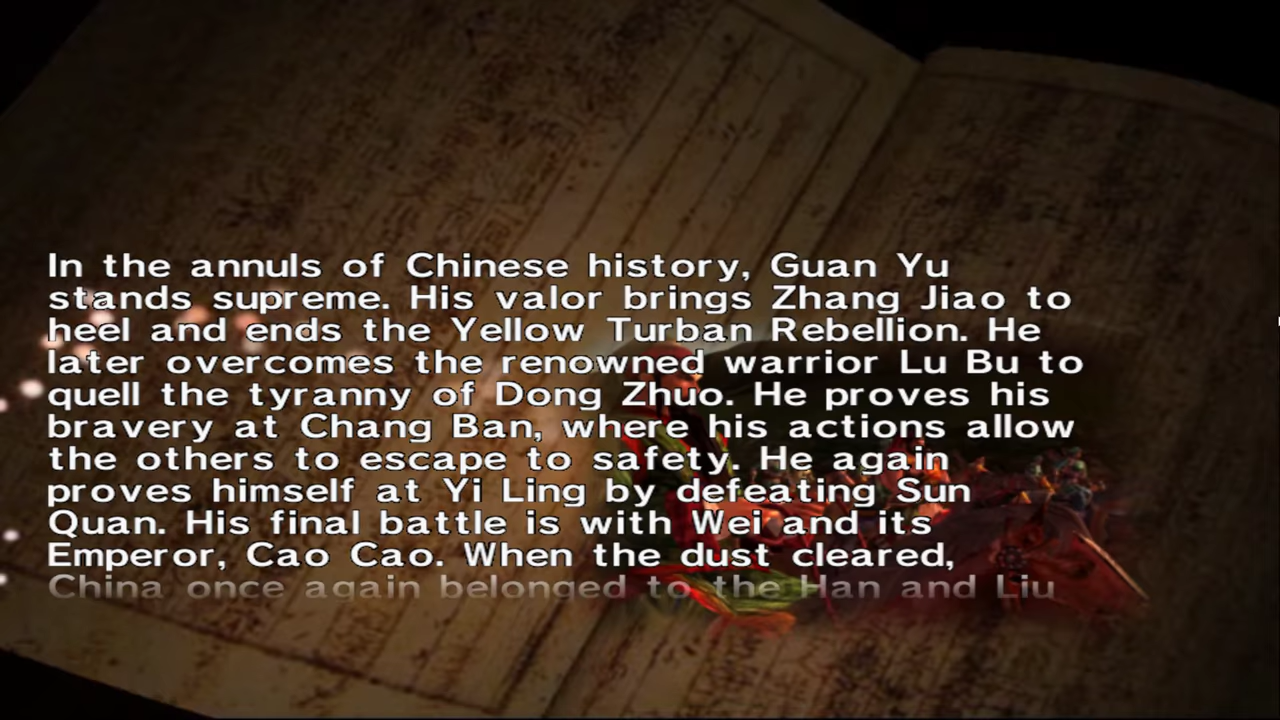 In the annuls of Chinese history, Guan Yu
stands supreme. His valor brings Zhang Jiao to
heel and ends the Yellow Turban Rebellion. He
later overcomes the renowned warrior Lu Bu to
quell the tyranny of Dong Zhuo. He proves his
bravery at Chang Ban, where his actions allow
the others to escape to safety. He again
proves himself at Yi Ling by defeating Sun
Quan. His final battle is with Wei and its
Emperor, Cao Cao. When the dust cleared,
China once again belonged to the Han and Liu